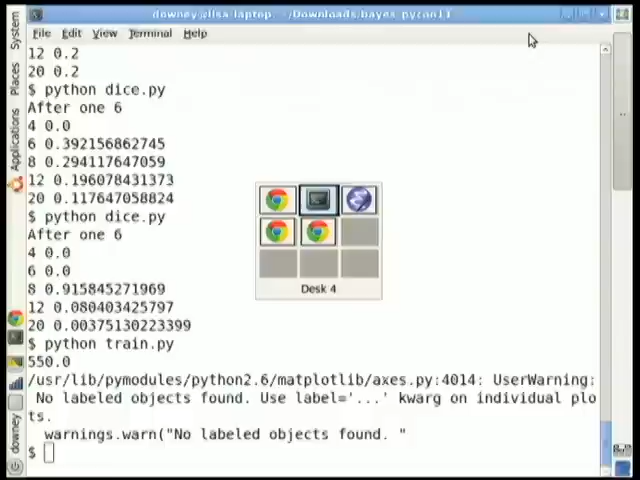 downey@lisa-laptop: ~/Downloads.bayes_pycon11
File Edit View Terminal Help
System
Places
Applications
downey
12 0.2
20 0.2
$ python dice.py
After one 6
4 0.0
6 0.392156862745
8 0.294117647059
12 0.196078431373
20 0.117647058824
$ python dice.py
After one 6
4 0.0
6 0.0
8 0.915845271969
12 0.080403425797
20 0.00375130223399
$ python train.py
550.0
/usr/lib/pymodules/python2.6/matplotlib/axes.py:4014: UserWarning:
No labeled objects found. Use label='...' kwarg on individual plo
ts.
warnings.warn("No labeled objects found. "
$
Desk 4